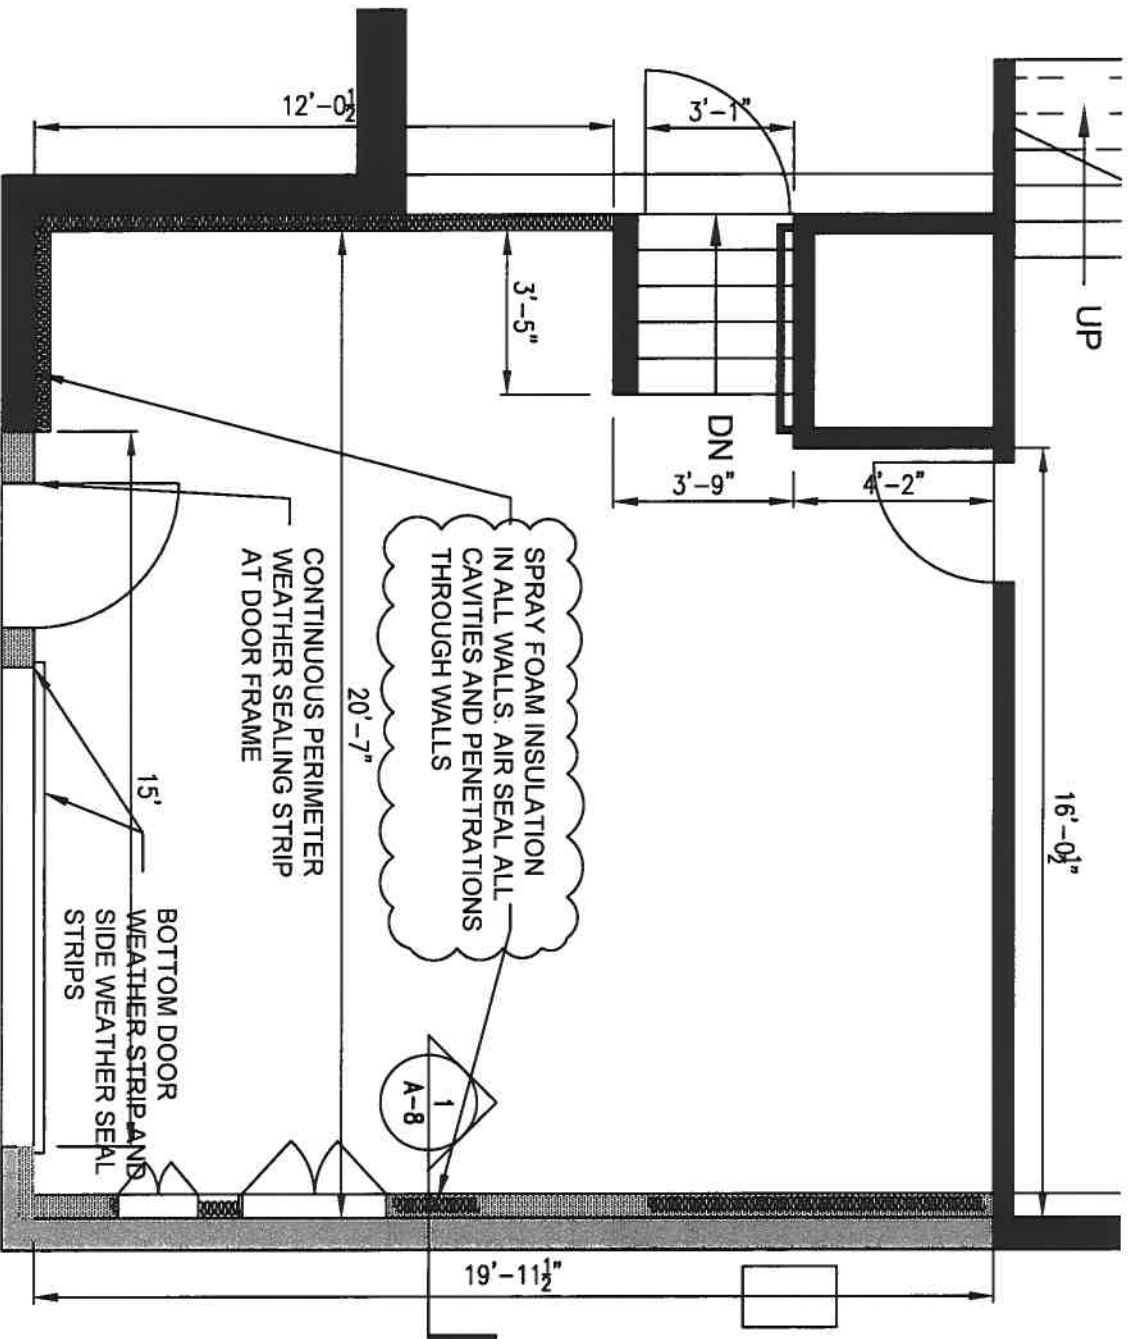 UP
12'-0½"
3'-1"
3'-5"
DN
3'-9"
4'-2"
16'-0½"
SPRAY FOAM INSULATION
IN ALL WALLS. AIR SEAL ALL
CAVITIES AND PENETRATIONS
THROUGH WALLS
20'-7"
CONTINUOUS PERIMETER
WEATHER SEALING STRIP
AT DOOR FRAME
15'
BOTTOM DOOR
WEATHER STRIP AND
SIDE WEATHER SEAL
STRIPS
1
A-8
19'-11½"